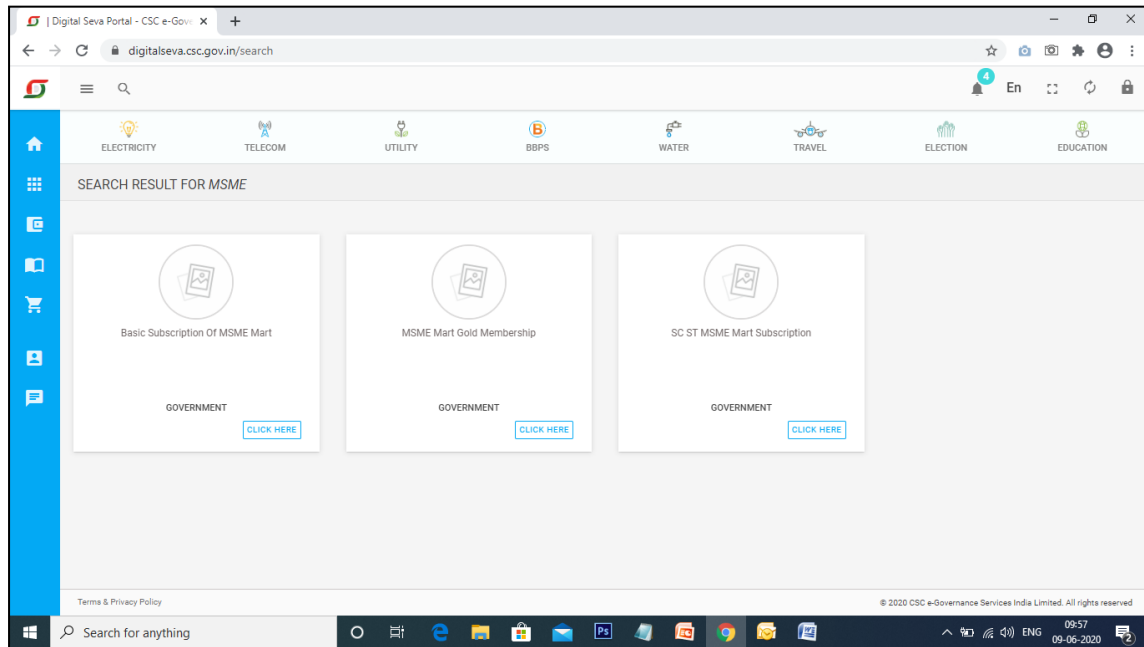 | Digital Seva Portal - CSC e-Gove
digitalseva.csc.gov.in/search
4
En
ELECTRICITY
TELECOM
UTILITY
B
BBPS
WATER
TRAVEL
ELECTION
EDUCATION
SEARCH RESULT FOR MSME
Basic Subscription Of MSME Mart
GOVERNMENT
CLICK HERE
MSME Mart Gold Membership
GOVERNMENT
CLICK HERE
SC ST MSME Mart Subscription
GOVERNMENT
CLICK HERE
Terms & Privacy Policy
© 2020 CSC e-Governance Services India Limited. All rights reserved
Search for anything
Ps
ENG
09:57
09-06-2020
2